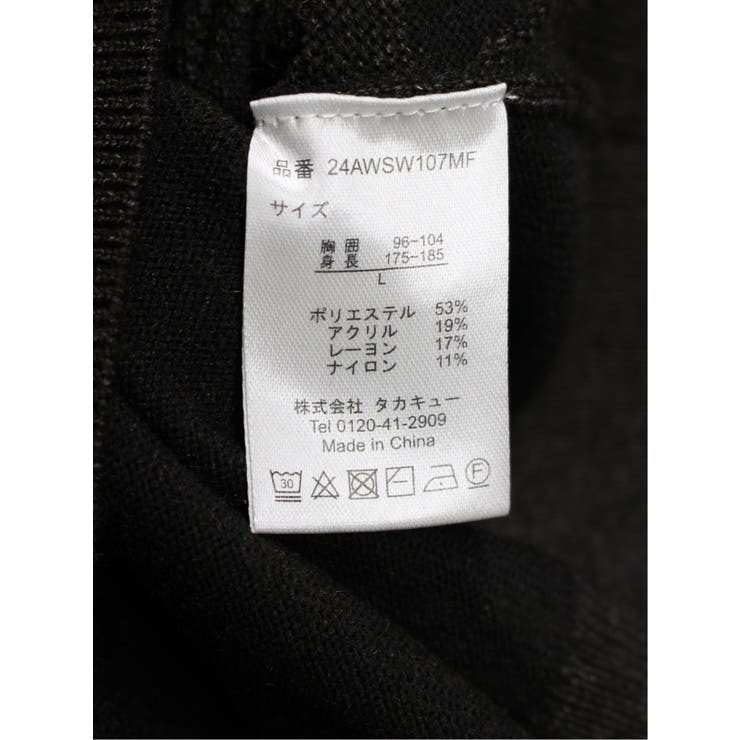 品番 24AWSW107MF
サイズ
胸囲 96~104
身長 175~185
L
ポリエステル 53%
アクリル 19%
レーヨン 17%
ナイロン 11%
株式会社 タカキュー
Tel 0120-41-2909
Made in China
30 F